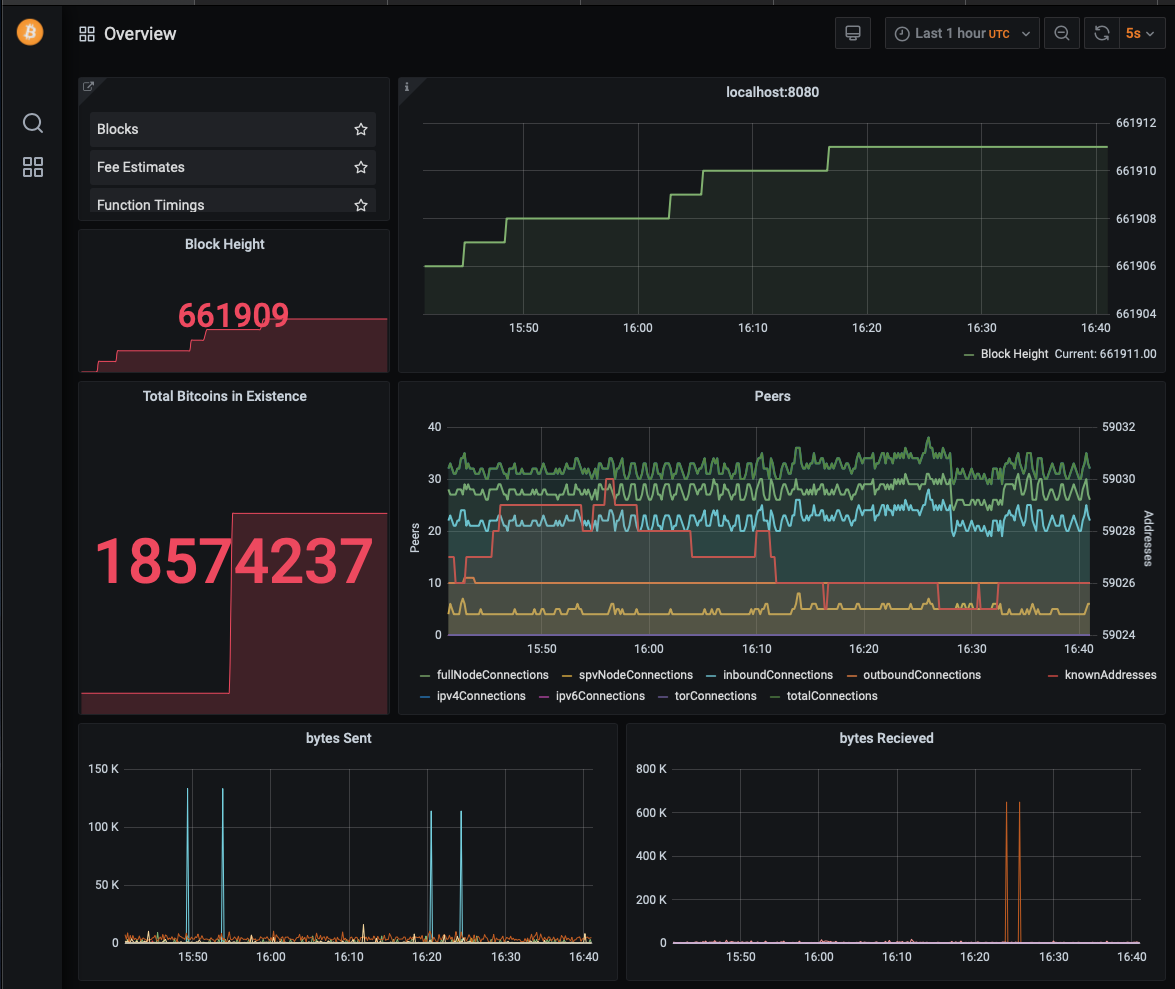 Overview
Last 1 hour UTC
5s
Blocks
Fee Estimates
Function Timings
Block Height
661909
localhost:8080
661912
661910
661908
661906
661904
15:50 16:00 16:10 16:20 16:30 16:40
Block Height Current: 661911.00
Total Bitcoins in Existence
18574237
Peers
40
30
20
10
0
Peers
59032
59030
59028
59026
59024
Addresses
15:50 16:00 16:10 16:20 16:30 16:40
fullNodeConnections spvNodeConnections inboundConnections outboundConnections knownAddresses
ipv4Connections ipv6Connections torConnections totalConnections
bytes Sent
150 K
100 K
50 K
0
15:50 16:00 16:10 16:20 16:30 16:40
bytes Recieved
800 K
600 K
400 K
200 K
0
15:50 16:00 16:10 16:20 16:30 16:40